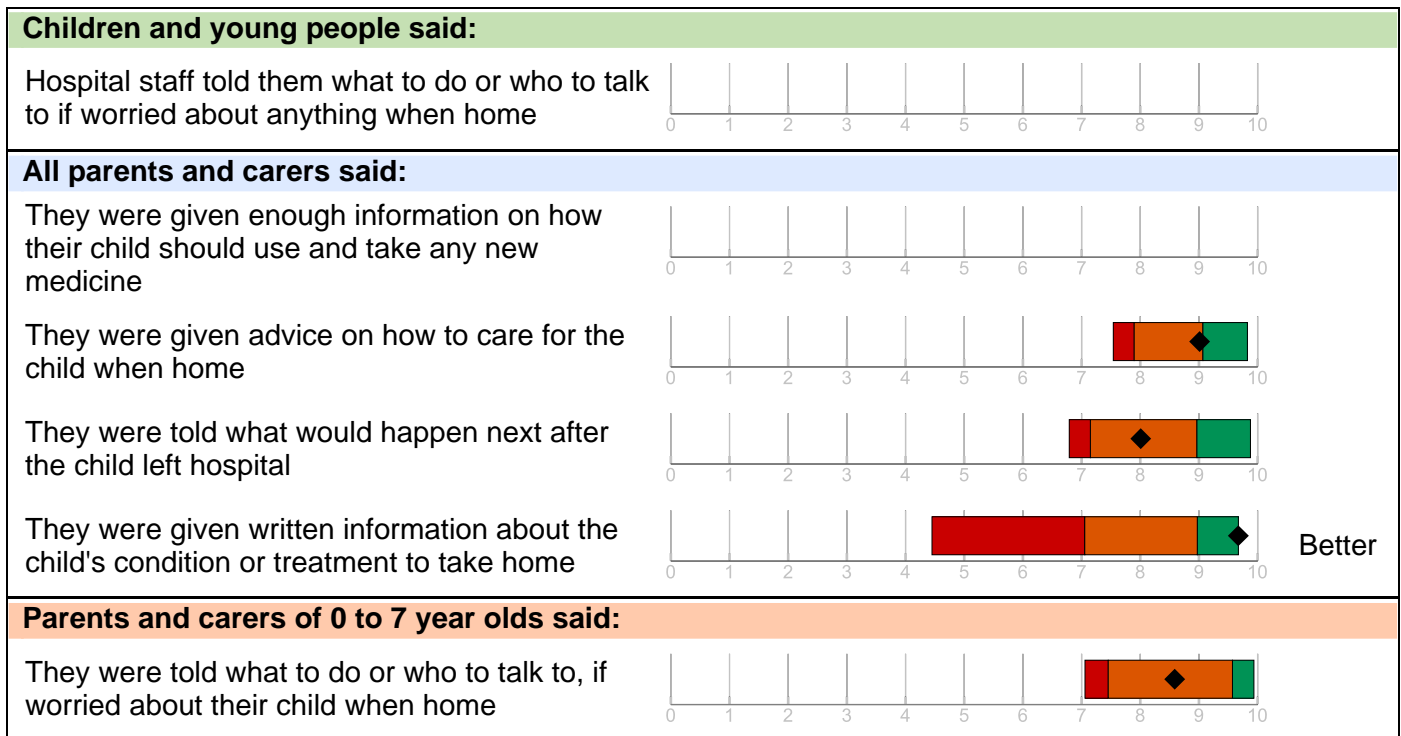 Children and young people said:
Hospital staff told them what to do or who to talk
to if worried about anything when home
0 1 2 3 4 5 6 7 8 9 10
All parents and carers said:
They were given enough information on how
their child should use and take any new
medicine
0 1 2 3 4 5 6 7 8 9 10
They were given advice on how to care for the
child when home
0 1 2 3 4 5 6 7 8 9 10
They were told what would happen next after
the child left hospital
0 1 2 3 4 5 6 7 8 9 10
They were given written information about the
child's condition or treatment to take home
Better
0 1 2 3 4 5 6 7 8 9 10
Parents and carers of 0 to 7 year olds said:
They were told what to do or who to talk to, if
worried about their child when home
0 1 2 3 4 5 6 7 8 9 10